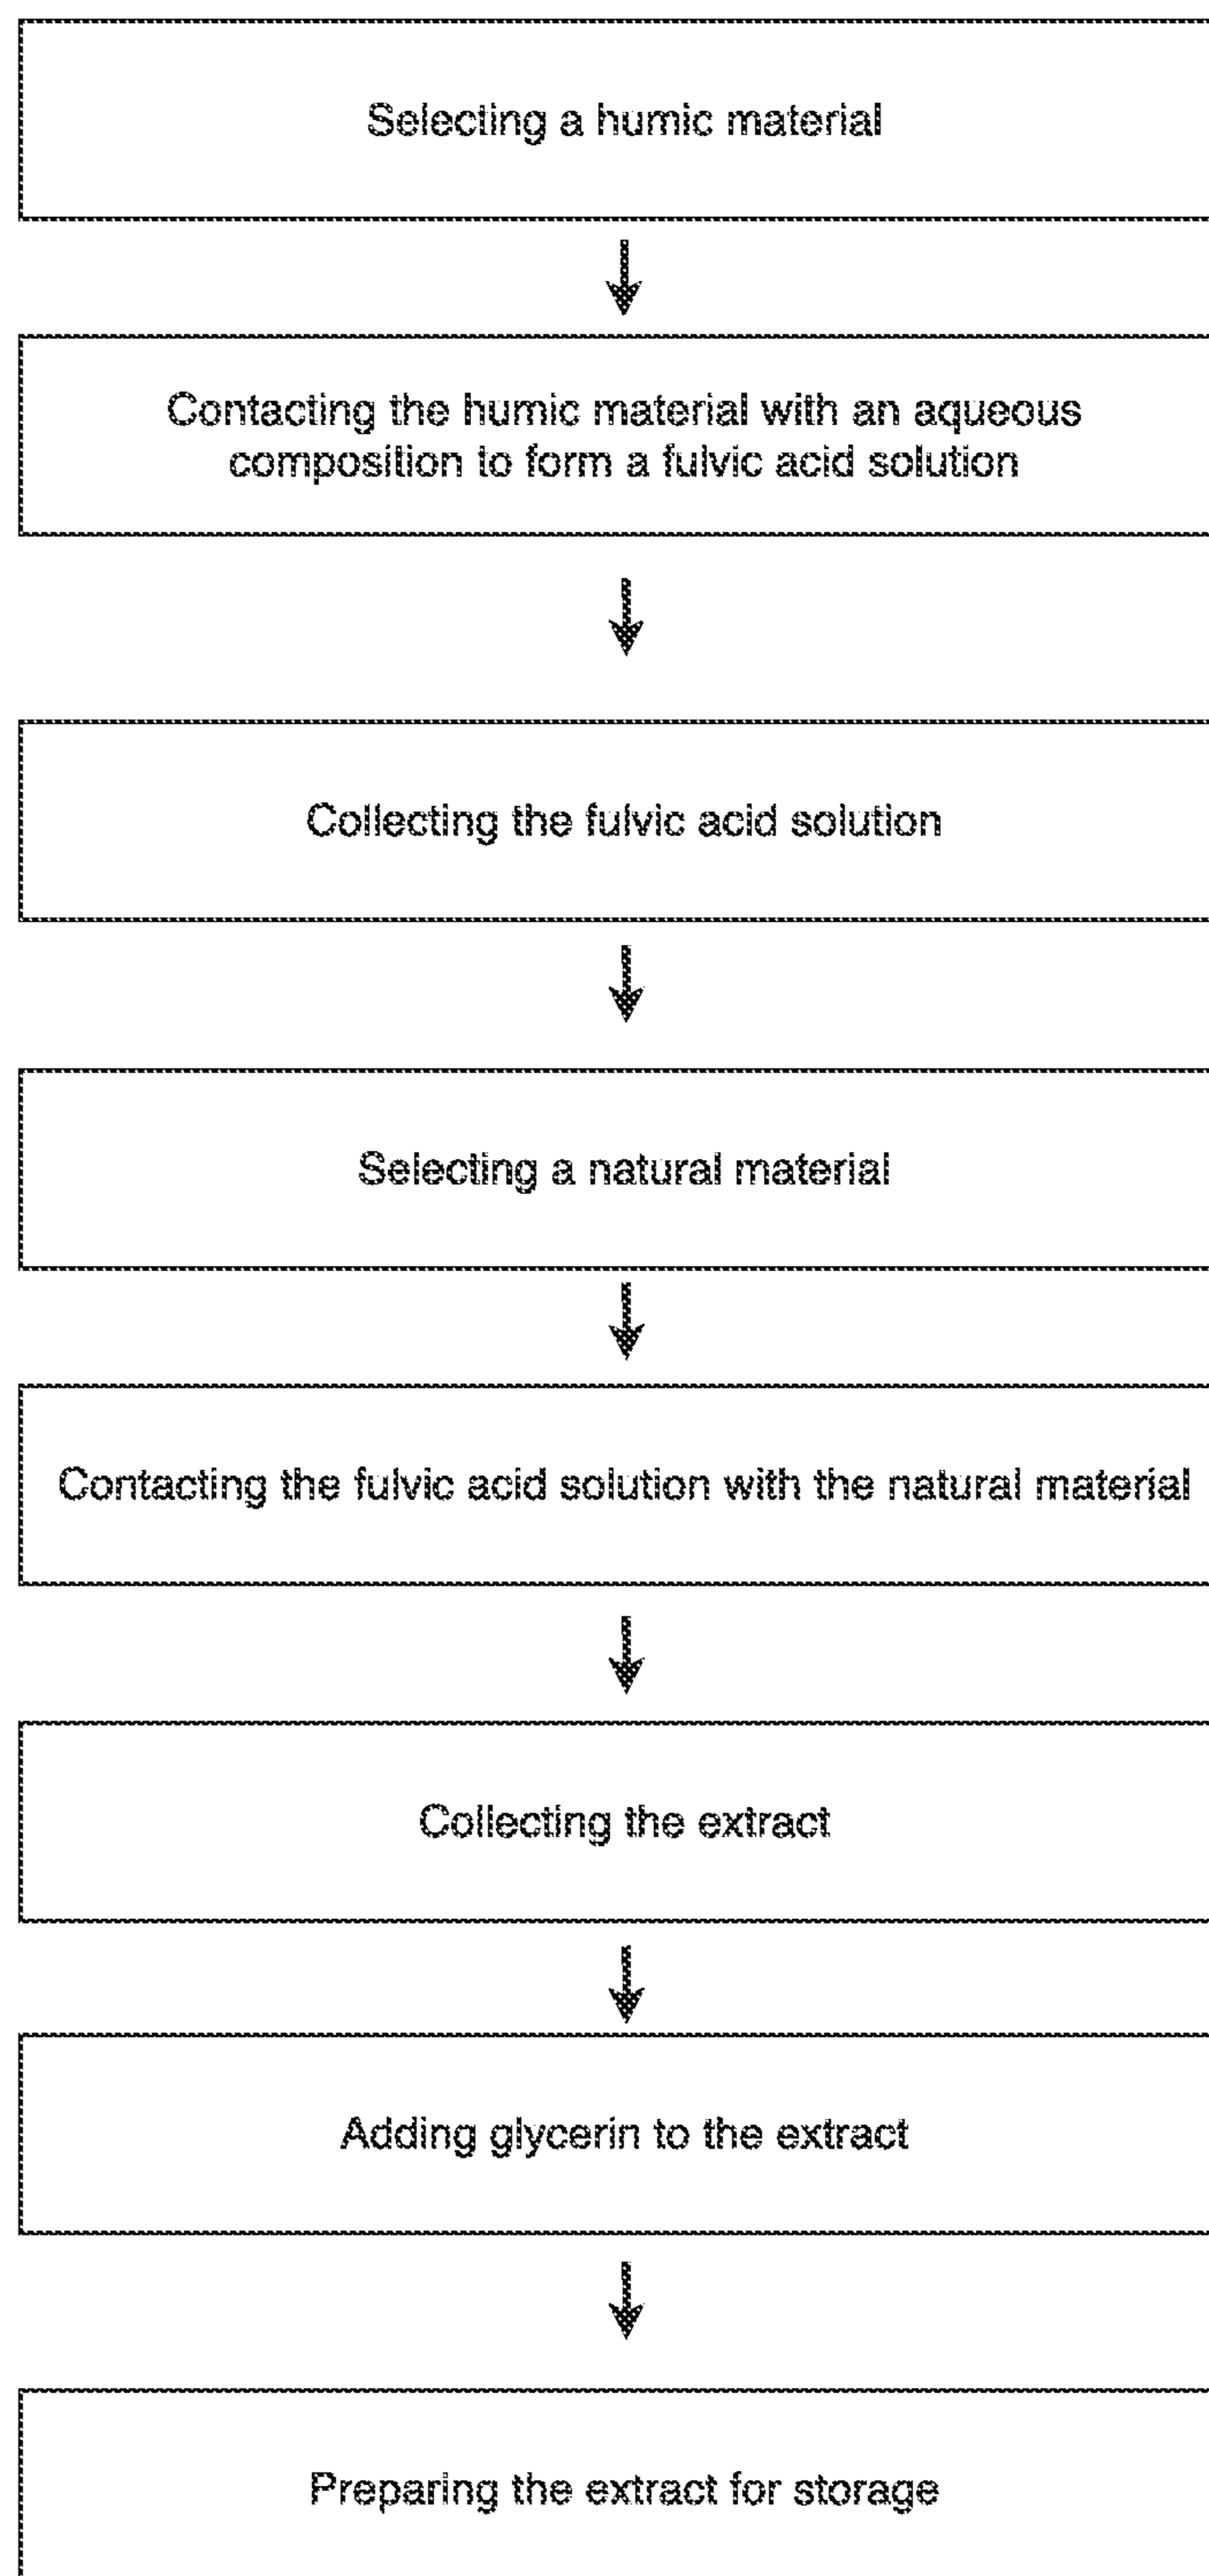 Selecting a humic material
Contacting the humic material with an aqueous
composition to form a fulvic acid solution
Collecting the fulvic acid solution
Selecting a natural material
Contacting the fulvic acid solution with the natural material
Collecting the extract
Adding glycerin to the extract
Preparing the extract for storage